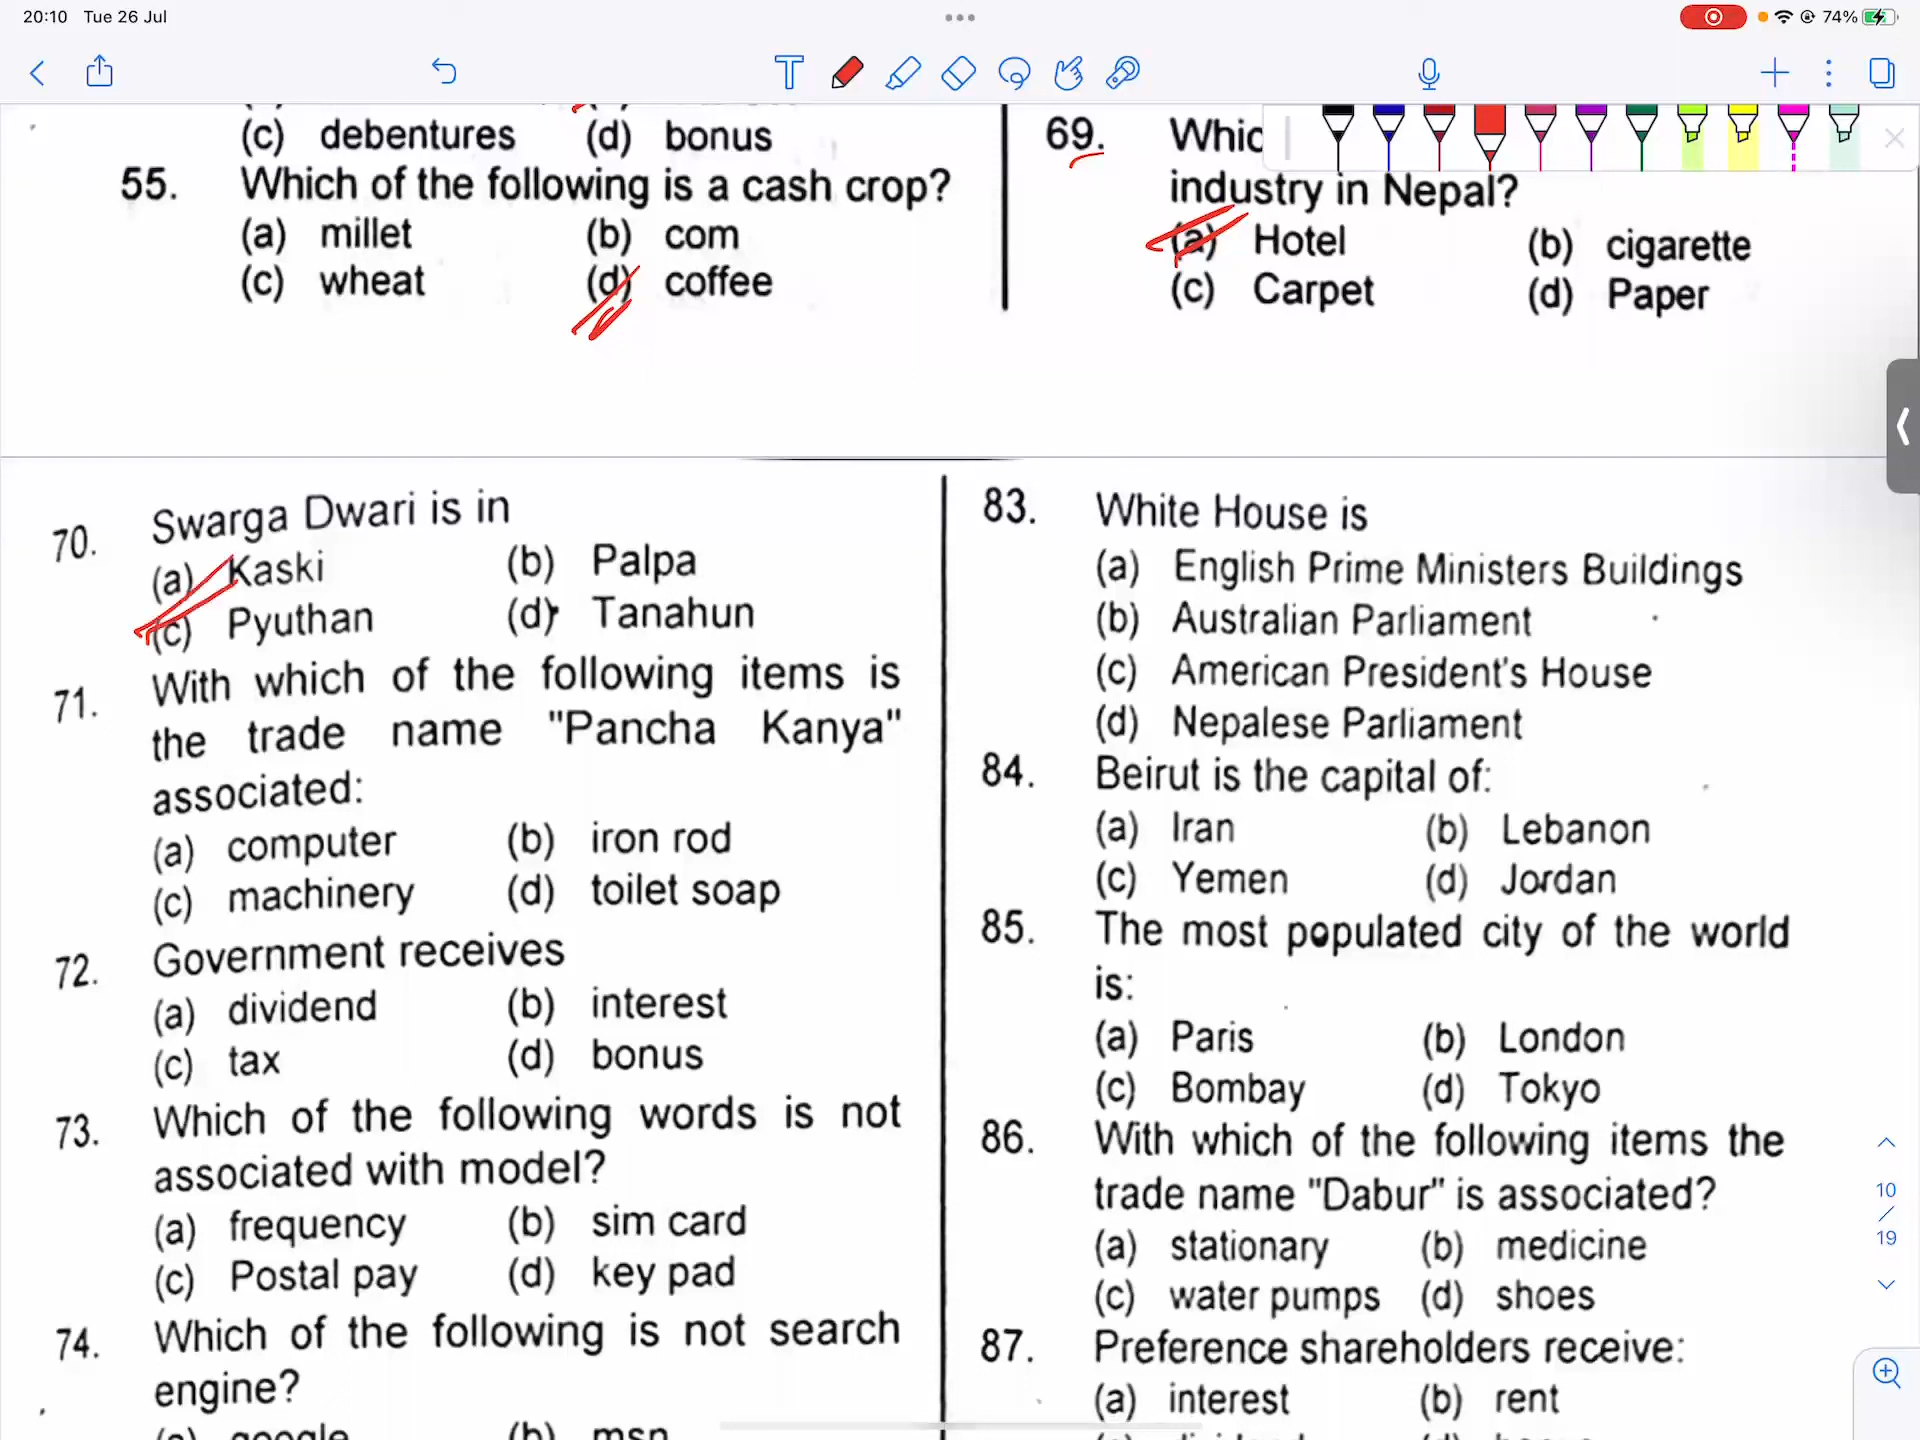 20:10 Tue 26 Jul
74%
(c) debentures (d) bonus
55. Which of the following is a cash crop?
(a) millet (b) com
(c) wheat (d) coffee
69. Whic
industry in Nepal?
(a) Hotel (b) cigarette
(c) Carpet (d) Paper
70. Swarga Dwari is in
(a) Kaski (b) Palpa
(c) Pyuthan (d) Tanahun
71. With which of the following items is
the trade name "Pancha Kanya"
associated:
(a) computer (b) iron rod
(c) machinery (d) toilet soap
72. Government receives
(a) dividend (b) interest
(c) tax (d) bonus
73. Which of the following words is not
associated with model?
(a) frequency (b) sim card
(c) Postal pay (d) key pad
74. Which of the following is not search
engine?
(a) google (b) msn
83. White House is
(a) English Prime Ministers Buildings
(b) Australian Parliament
(c) American President's House
(d) Nepalese Parliament
84. Beirut is the capital of:
(a) Iran (b) Lebanon
(c) Yemen (d) Jordan
85. The most populated city of the world
is:
(a) Paris (b) London
(c) Bombay (d) Tokyo
86. With which of the following items the
trade name "Dabur" is associated?
(a) stationary (b) medicine
(c) water pumps (d) shoes
87. Preference shareholders receive:
(a) interest (b) rent
10
/
19